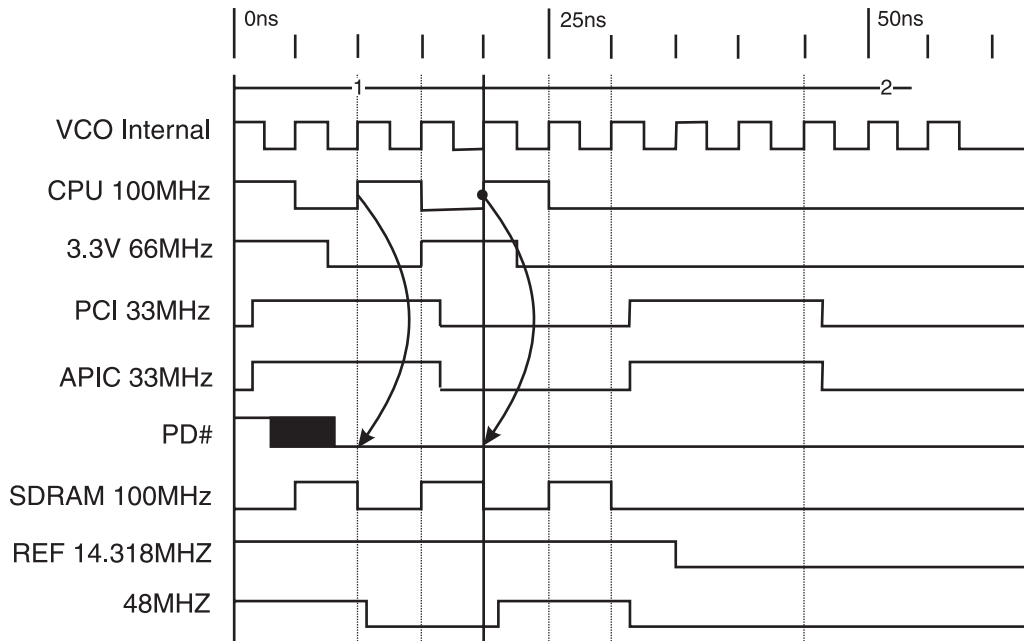 0ns 25ns 50ns
1 2
VCO Internal
CPU 100MHz
3.3V 66MHz
PCI 33MHz
APIC 33MHz
PD#
SDRAM 100MHz
REF 14.318MHZ
48MHZ